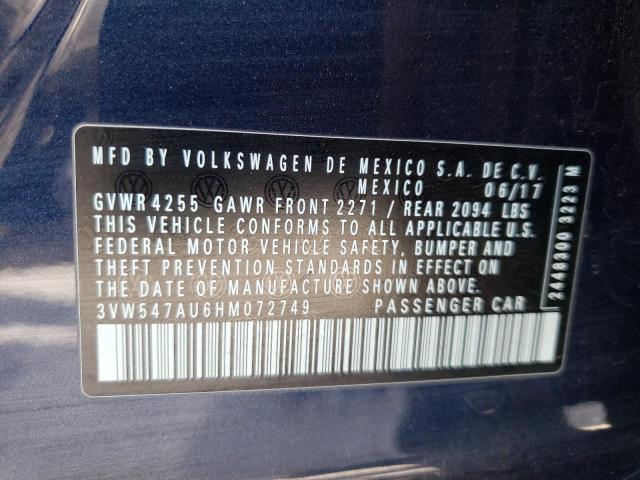 MFD BY VOLKSWAGEN DE MEXICO S.A. DE C.V.
MEXICO 06/17
GVWR 4255 GAWR FRONT 2271 / REAR 2094 LBS
THIS VEHICLE CONFORMS TO ALL APPLICABLE U.S.
FEDERAL MOTOR VEHICLE SAFETY, BUMPER AND
THEFT PREVENTION STANDARDS IN EFFECT ON
THE DATE OF MANUFACTURE SHOWN ABOVE.
3VW547AU6HM072749 PASSENGER CAR
24A8300 3223 M